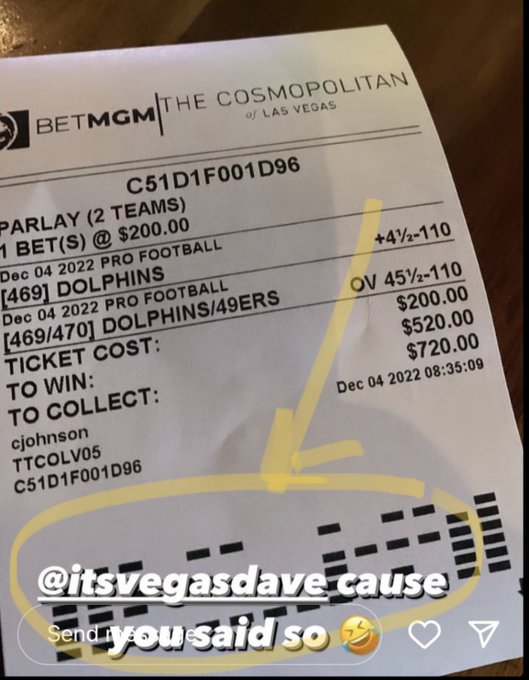 BETMGM THE COSMOPOLITAN
of LAS VEGAS
C51D1F001D96
PARLAY (2 TEAMS)
1 BET(S) @ $200.00
Dec 04 2022 PRO FOOTBALL
[469] DOLPHINS +4½-110
Dec 04 2022 PRO FOOTBALL
[469/470] DOLPHINS/49ERS OV 45½-110
TICKET COST: $200.00
TO WIN: $520.00
TO COLLECT: $720.00
cjohnson Dec 04 2022 08:35:09
TTCOLV05
C51D1F001D96
@itsvegasdave cause
you said so 🤣
Send message